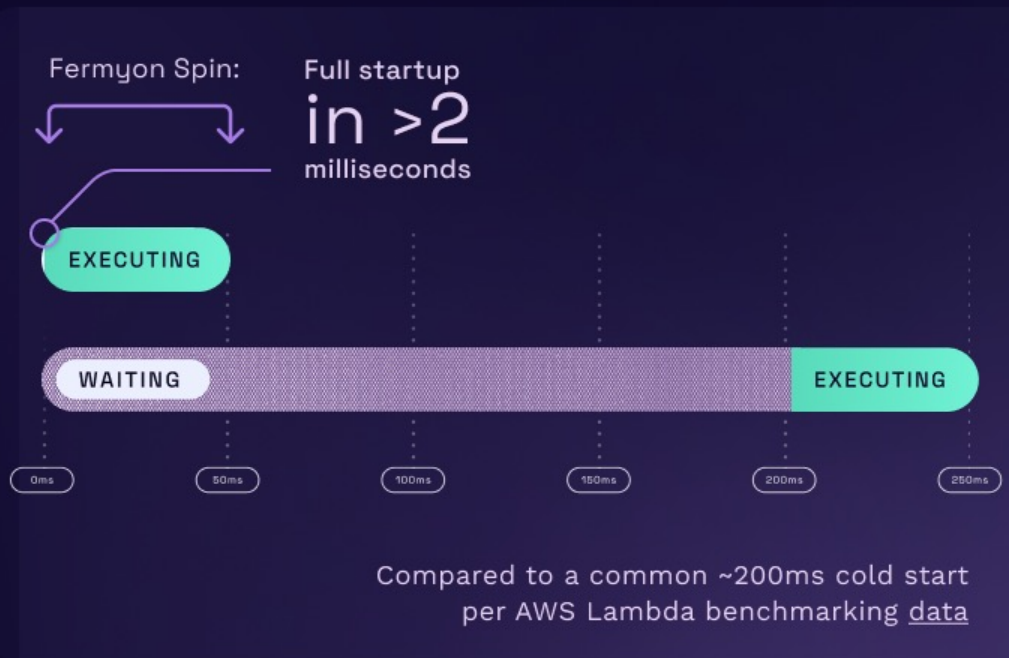 Fermyon Spin:
Full startup
in >2
milliseconds
EXECUTING
WAITING
EXECUTING
0ms
50ms
100ms
150ms
200ms
250ms
Compared to a common ~200ms cold start
per AWS Lambda benchmarking data